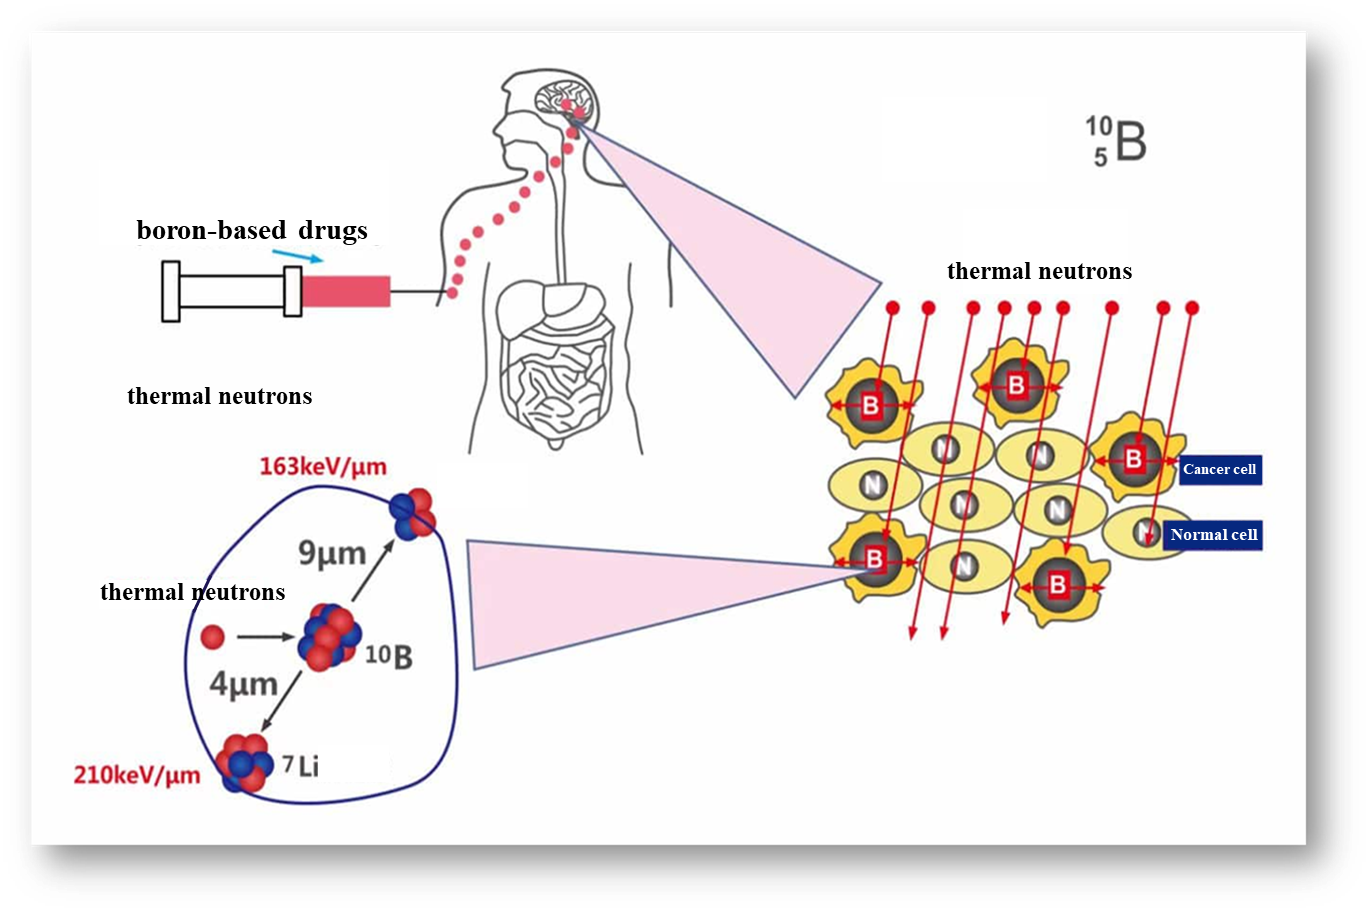 10
5 B
boron-based drugs
thermal neutrons
thermal neutrons
B
B
B
N
N
N
N
N
N
N
B
B
Cancer cell
Normal cell
163keV/μm
9μm
thermal neutrons
10B
4μm
7Li
210keV/μm